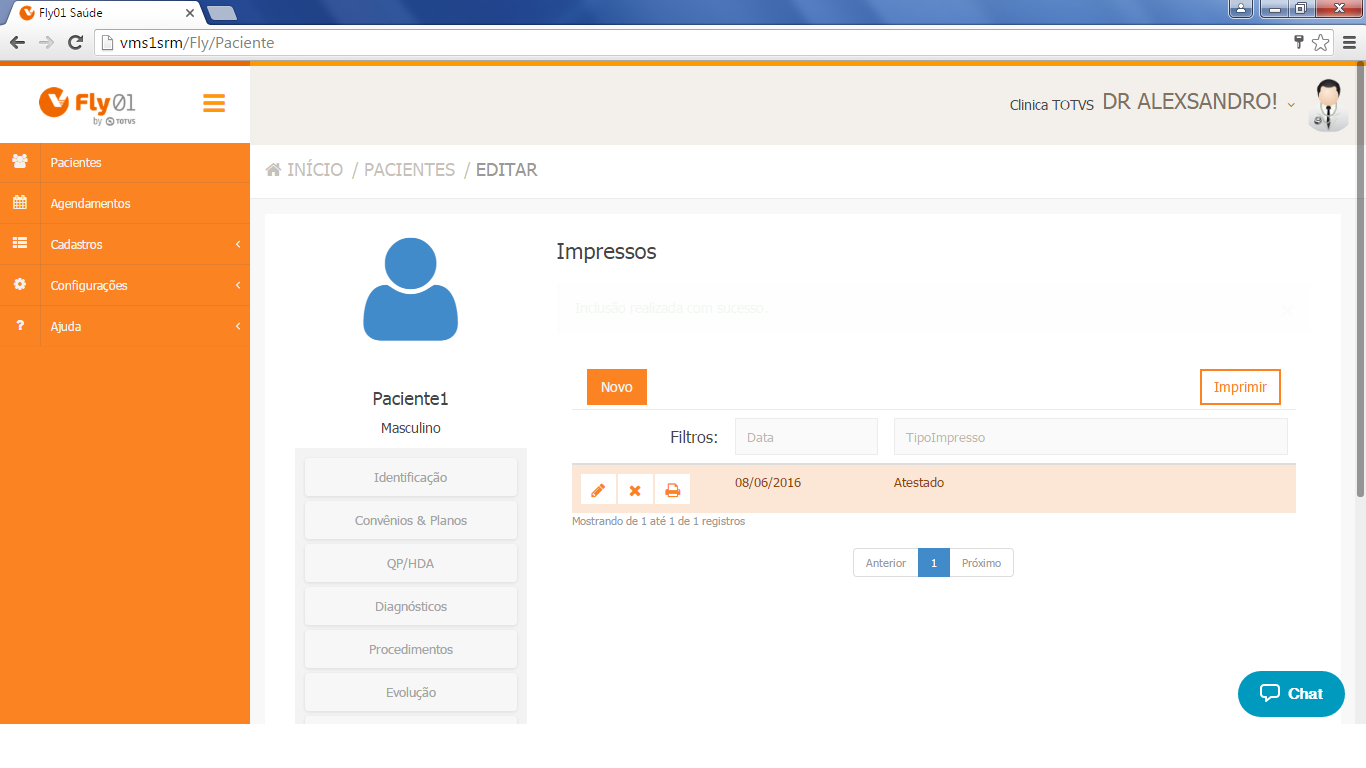 Fly01 Saúde
vms1srm/Fly/Paciente
Fly01
by TOTVS
Clinica TOTVS DR ALEXSANDRO!
Pacientes
Agendamentos
Cadastros
Configurações
Ajuda
INÍCIO / PACIENTES / EDITAR
Paciente1
Masculino
Identificação
Convênios & Planos
QP/HDA
Diagnósticos
Procedimentos
Evolução
Impressos
Inclusão realizada com sucesso.
Novo
Imprimir
Filtros: Data TipoImpresso
08/06/2016 Atestado
Mostrando de 1 até 1 de 1 registros
Anterior 1 Próximo
Chat